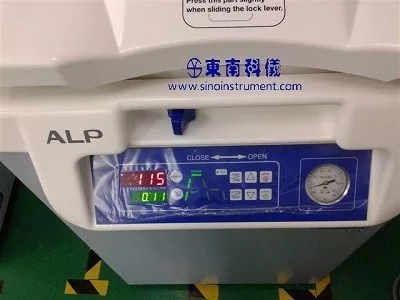 Press this part slightly
when sliding the lock lever.
東南科儀
www.sinoinstrument.com
ALP
CLOSE OPEN
115
0.11